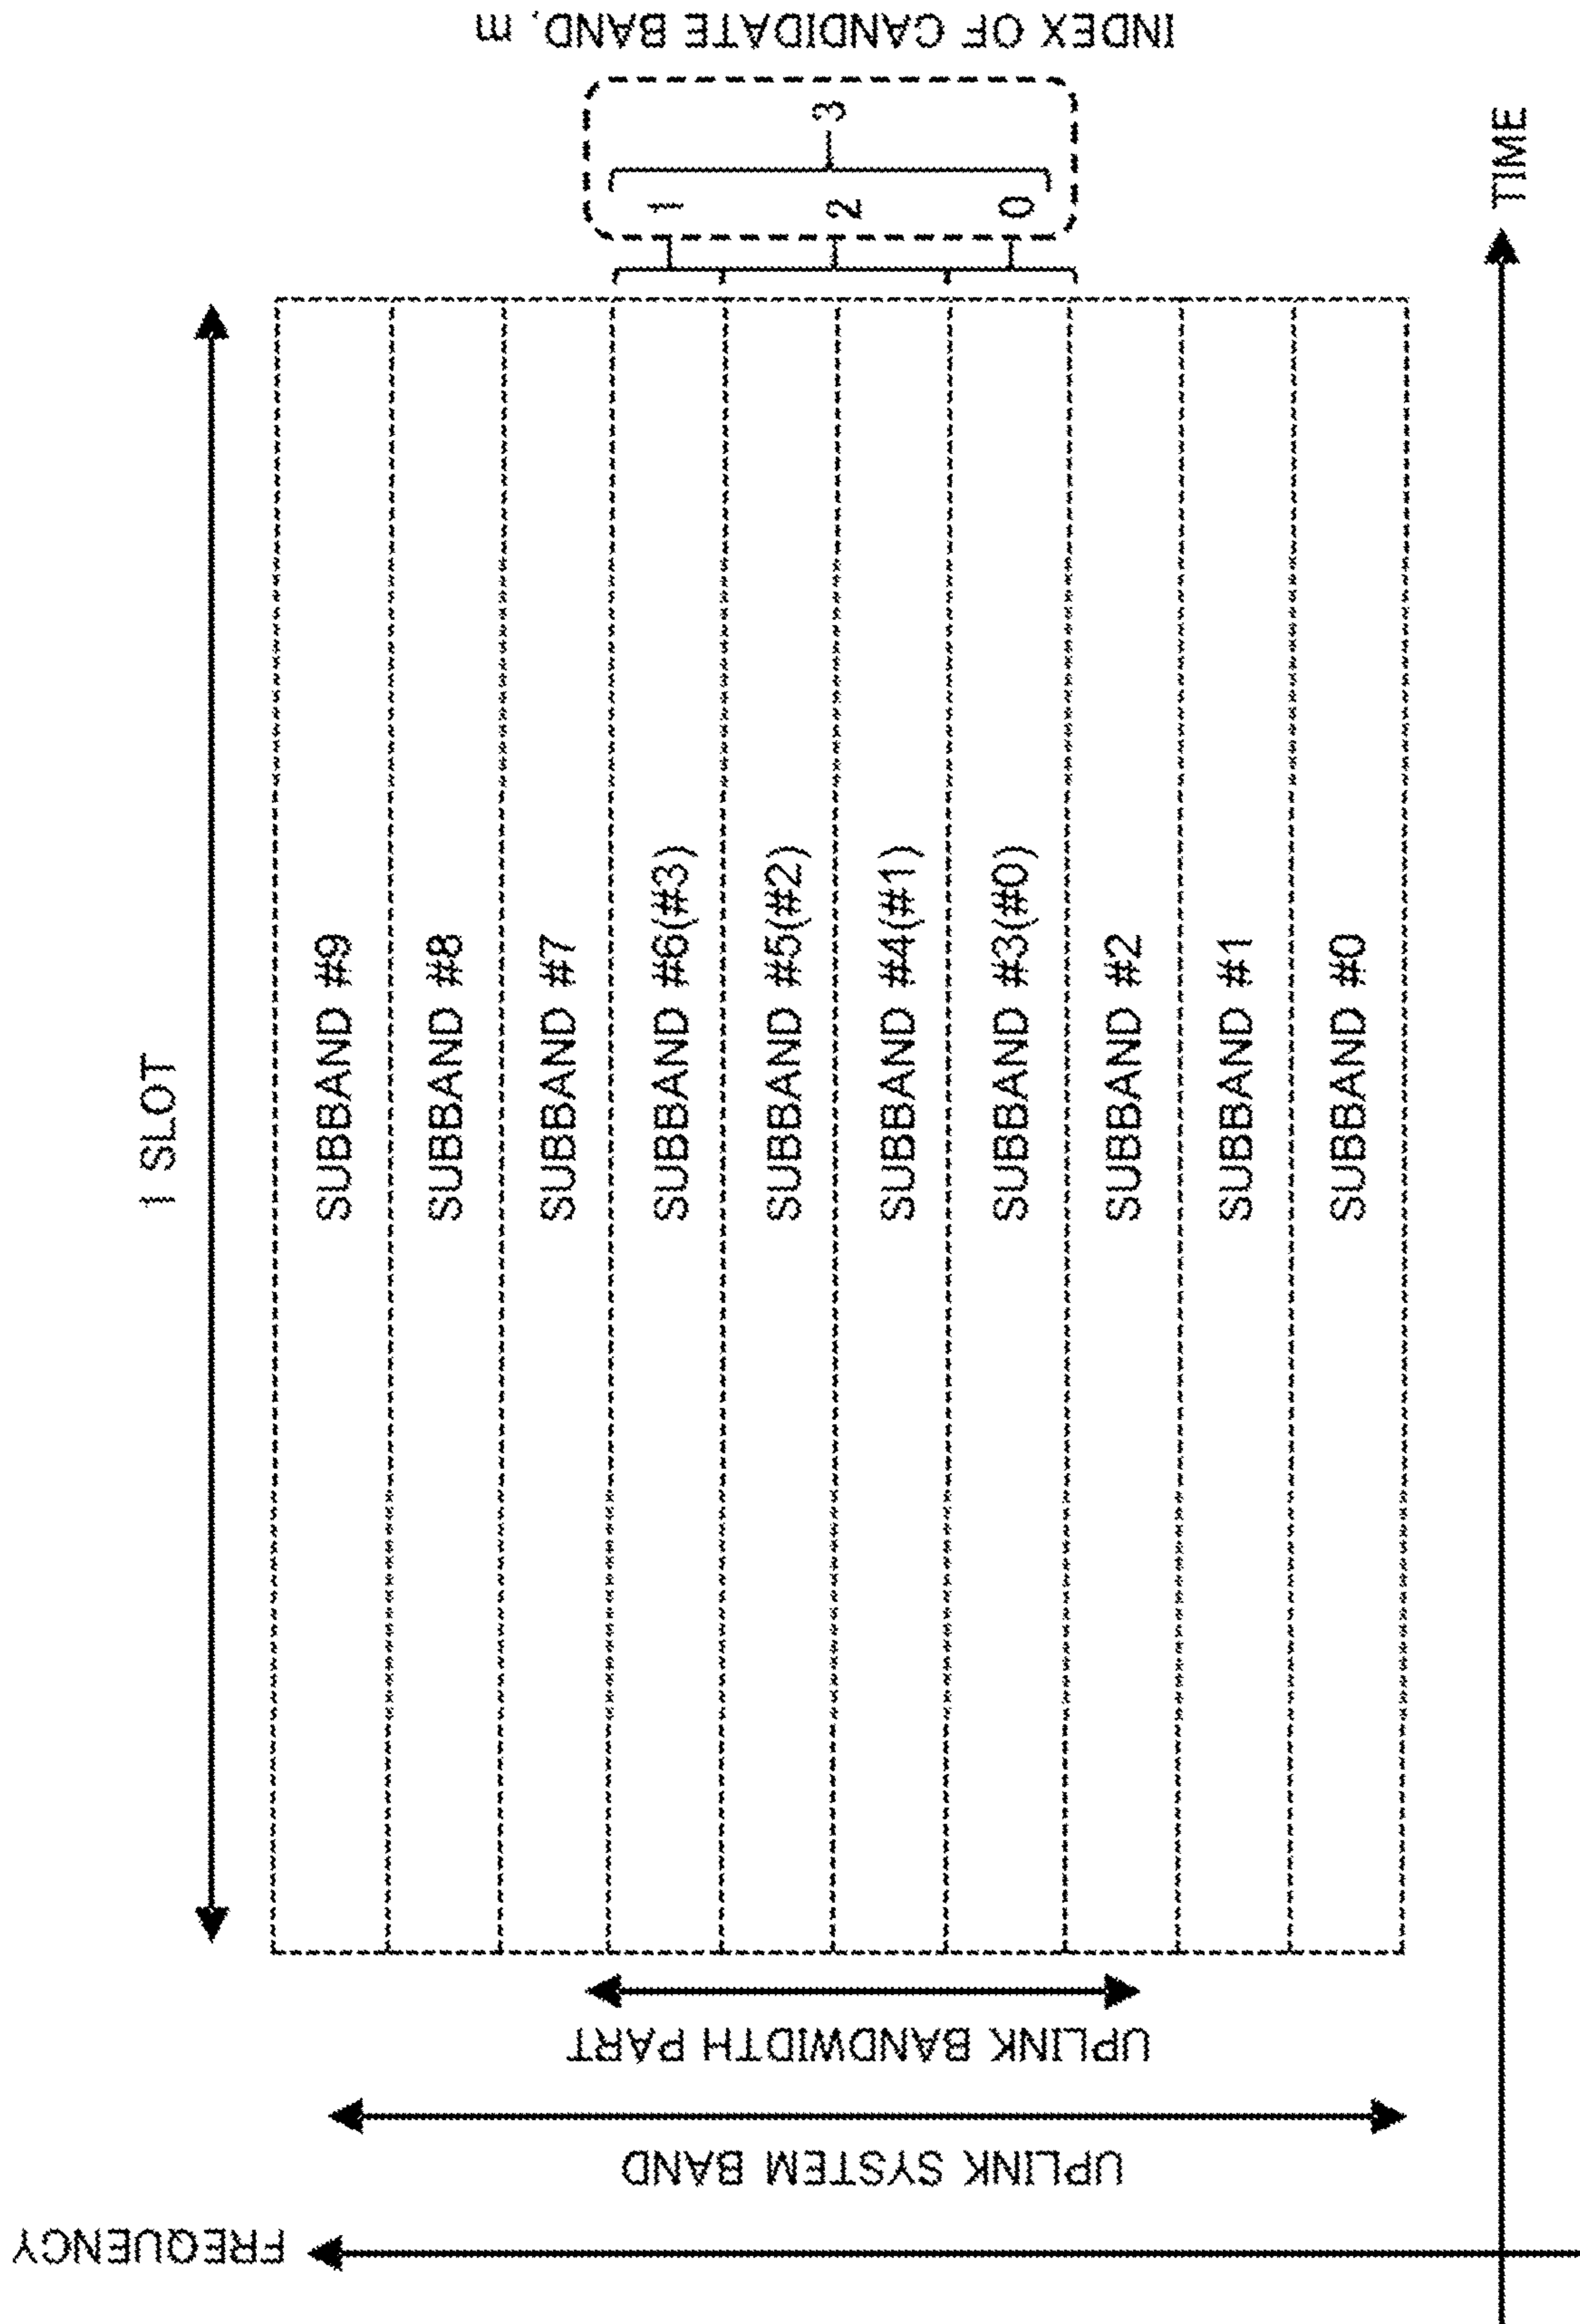 FREQUENCY
UPLINK SYSTEM BAND
UPLINK BANDWIDTH PART
1 SLOT
SUBBAND #9
SUBBAND #8
SUBBAND #7
SUBBAND #6(#3)
SUBBAND #5(#2)
SUBBAND #4(#1)
SUBBAND #3(#0)
SUBBAND #2
SUBBAND #1
SUBBAND #0
1
2
0
3
INDEX OF CANDIDATE BAND, m
TIME